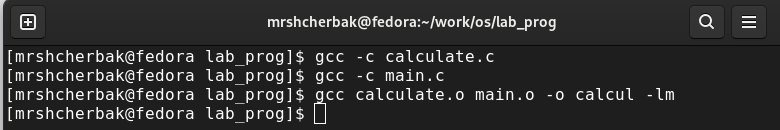 mrshcherbak@fedora:~/work/os/lab_prog
[mrshcherbak@fedora lab_prog]$ gcc -c calculate.c
[mrshcherbak@fedora lab_prog]$ gcc -c main.c
[mrshcherbak@fedora lab_prog]$ gcc calculate.o main.o -o calcul -lm
[mrshcherbak@fedora lab_prog]$